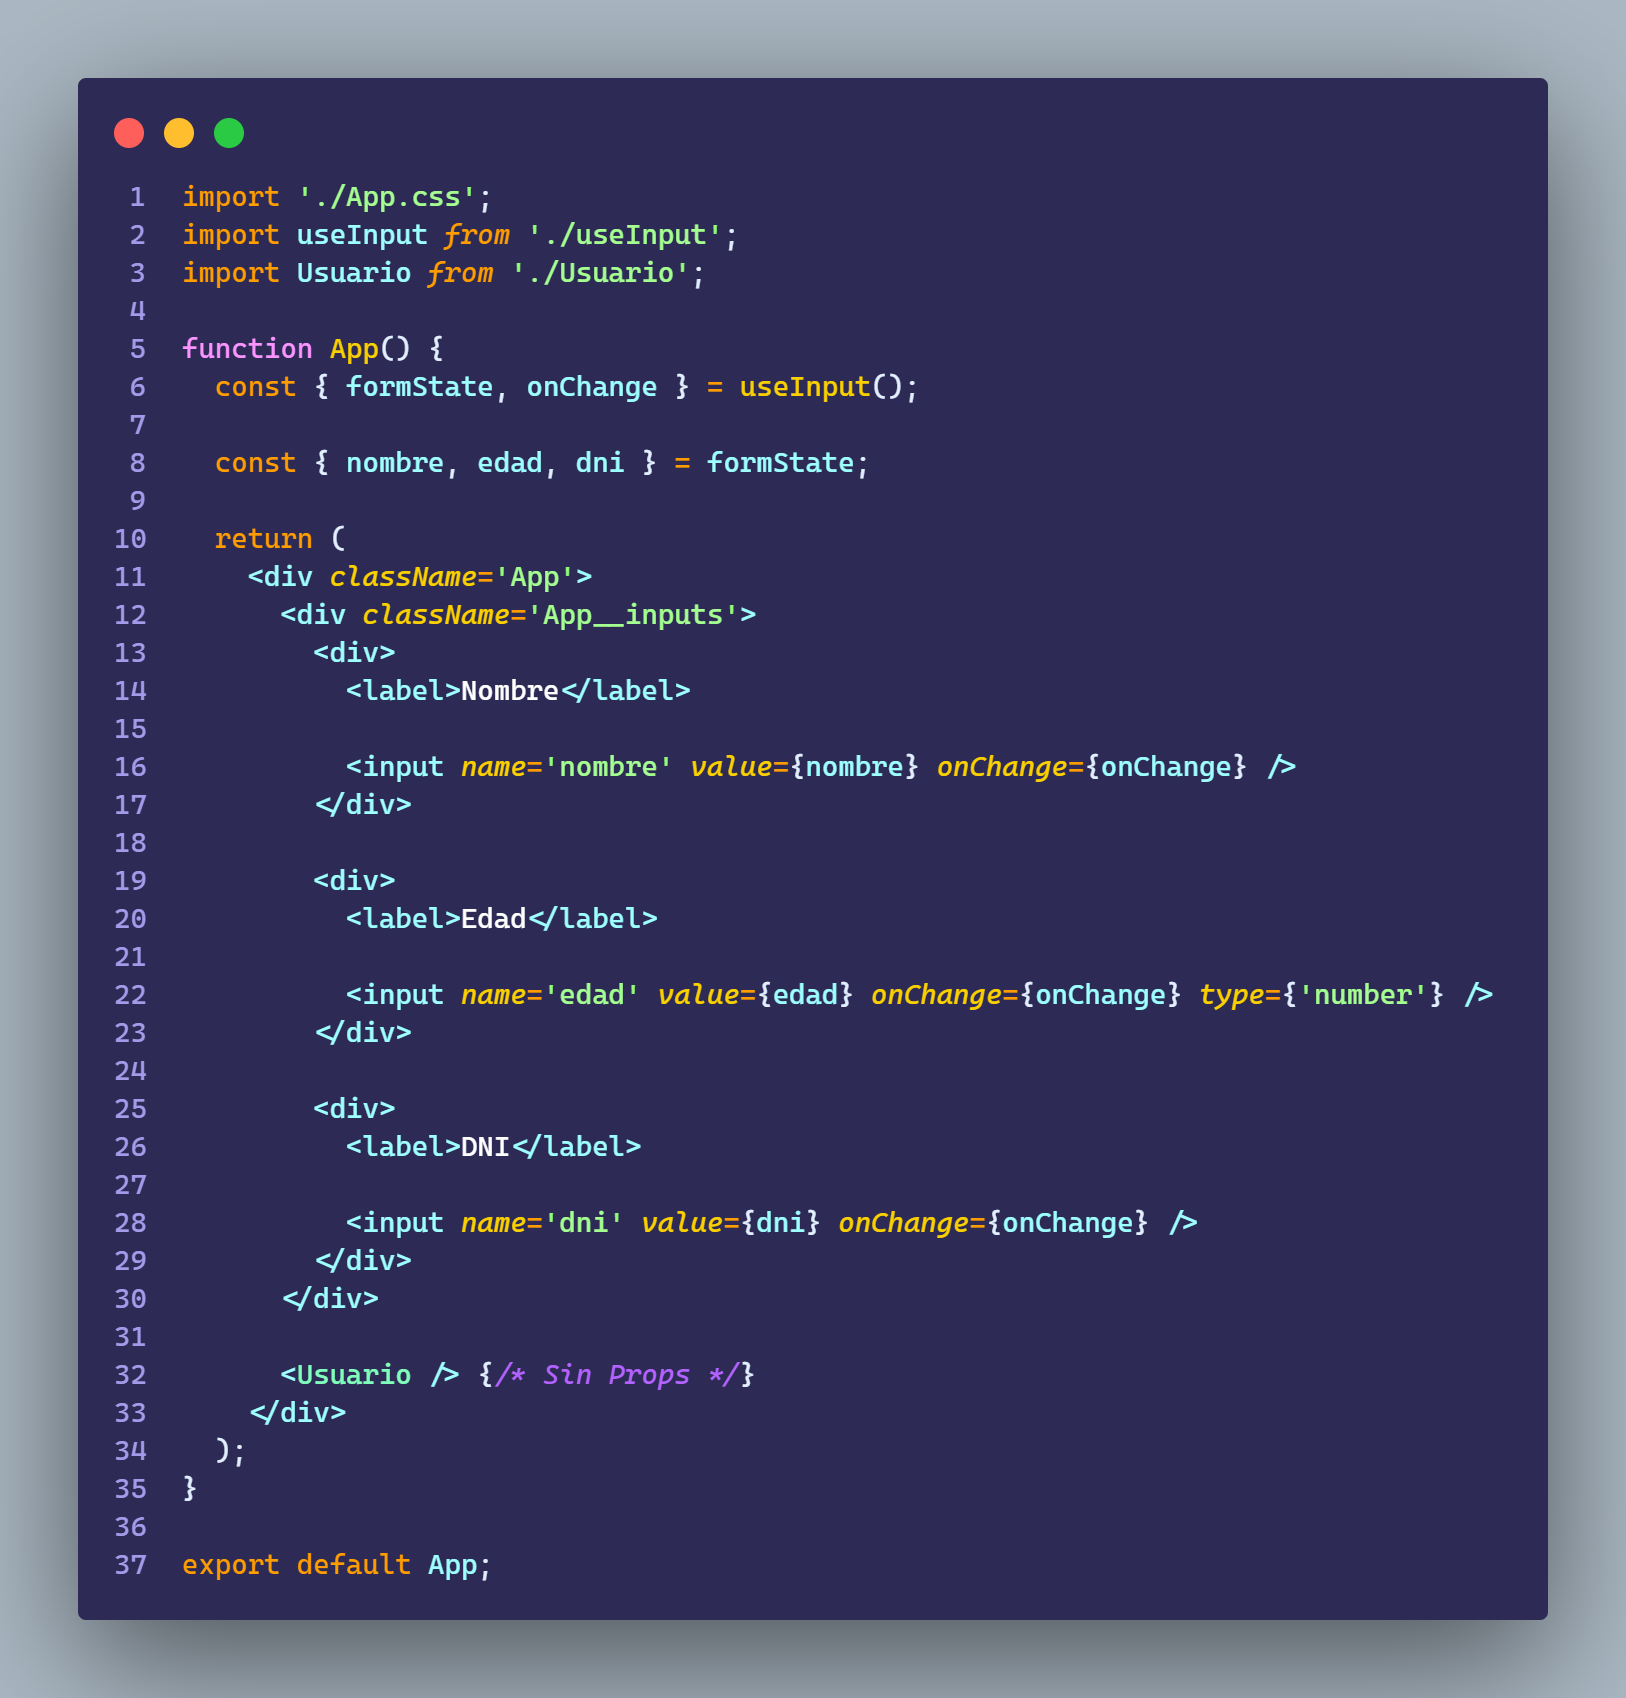 1 import './App.css';
2 import useInput from './useInput';
3 import Usuario from './Usuario';
4
5 function App() {
6   const { formState, onChange } = useInput();
7
8   const { nombre, edad, dni } = formState;
9
10   return (
11     <div className='App'>
12       <div className='App__inputs'>
13         <div>
14           <label>Nombre</label>
15
16           <input name='nombre' value={nombre} onChange={onChange} />
17         </div>
18
19         <div>
20           <label>Edad</label>
21
22           <input name='edad' value={edad} onChange={onChange} type={'number'} />
23         </div>
24
25         <div>
26           <label>DNI</label>
27
28           <input name='dni' value={dni} onChange={onChange} />
29         </div>
30       </div>
31
32       <Usuario /> {/* Sin Props */}
33     </div>
34   );
35 }
36
37 export default App;